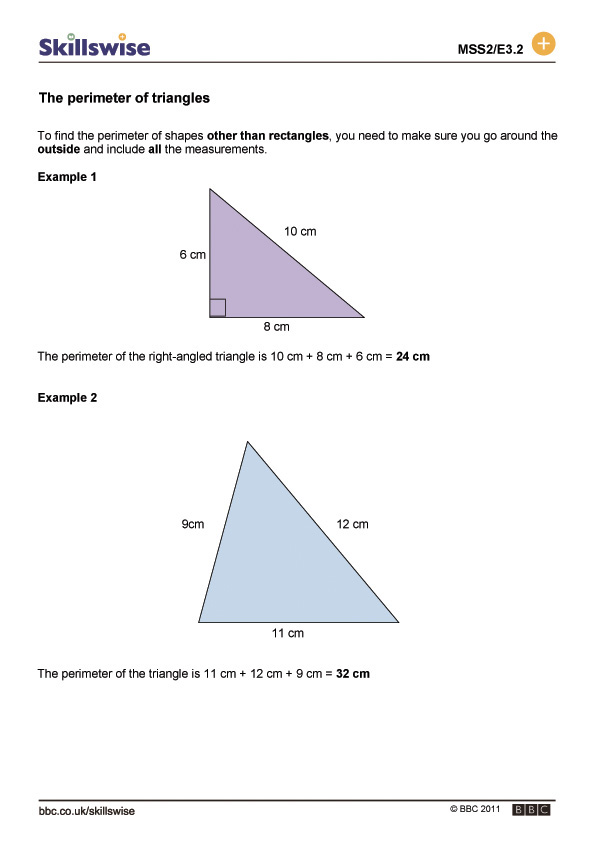 Skillswise
MSS2/E3.2
The perimeter of triangles
To find the perimeter of shapes other than rectangles, you need to make sure you go around the
outside and include all the measurements.
Example 1
10 cm
6 cm
8 cm
The perimeter of the right-angled triangle is 10 cm + 8 cm + 6 cm = 24 cm
Example 2
9cm
12 cm
11 cm
The perimeter of the triangle is 11 cm + 12 cm + 9 cm = 32 cm
bbc.co.uk/skillswise
© BBC 2011
BBC